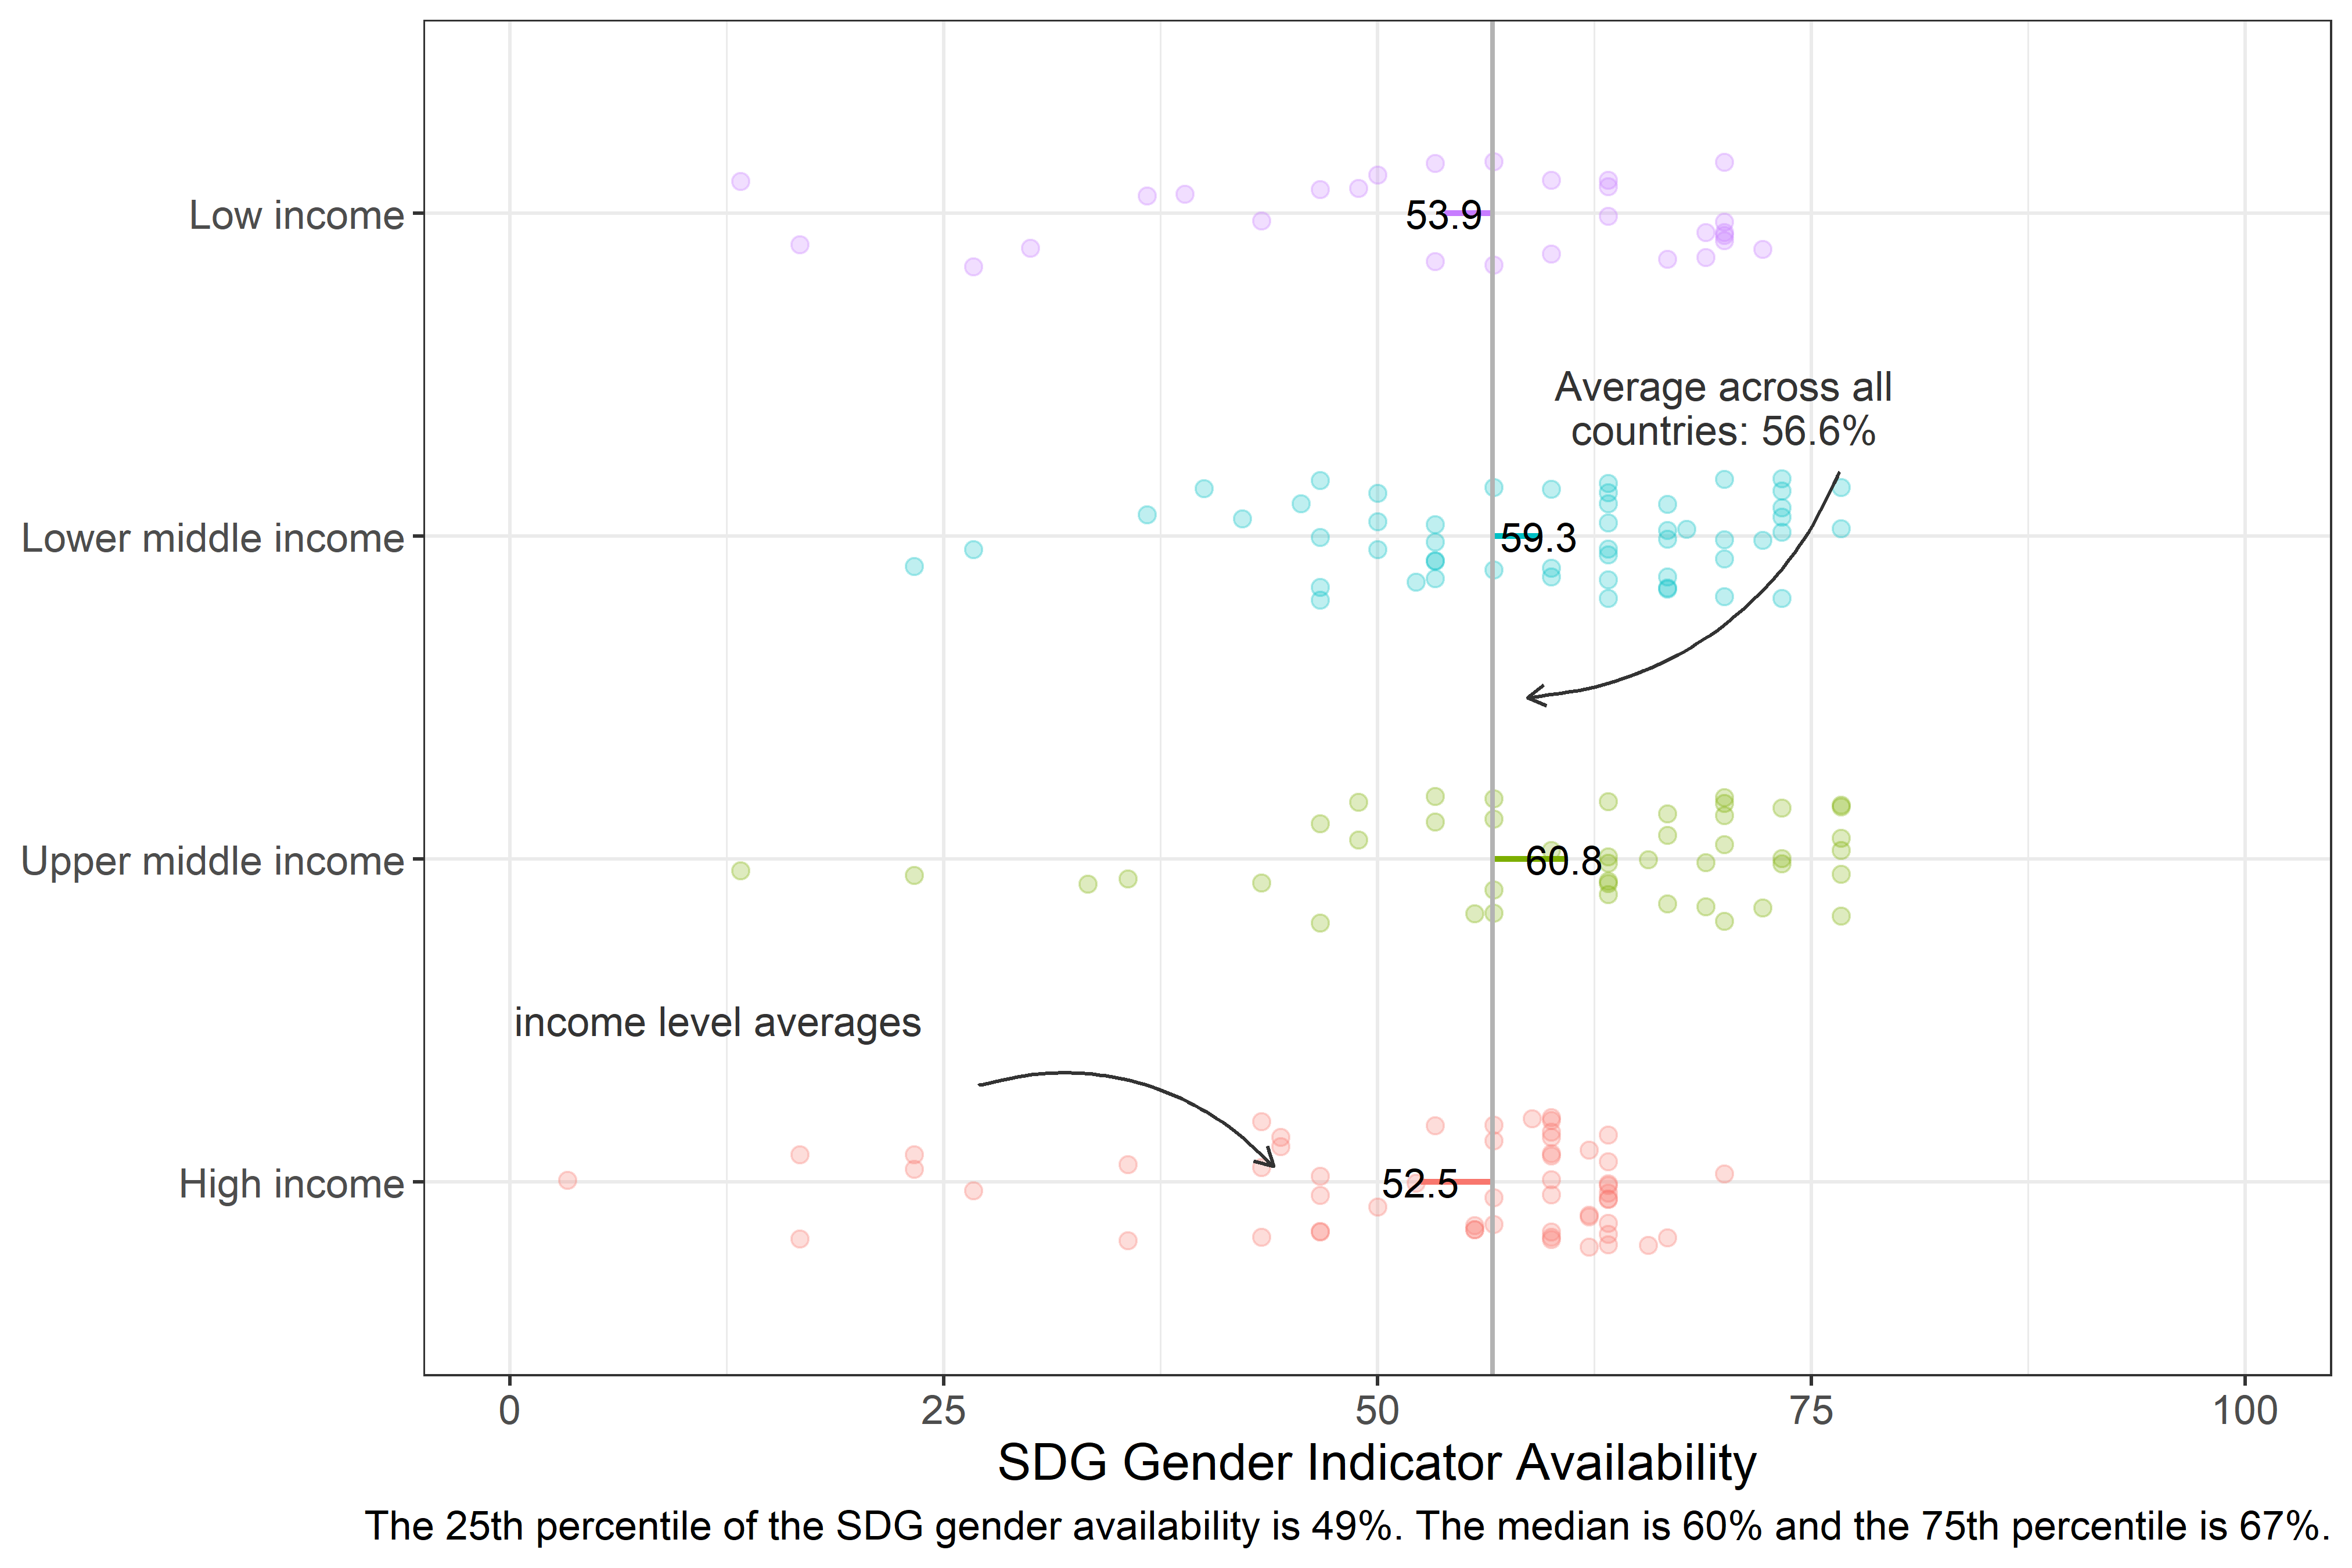 Low income
53.9
Average across all
countries: 56.6%
Lower middle income
59.3
Upper middle income
60.8
income level averages
High income
52.5
0
25
50
75
100
SDG Gender Indicator Availability
The 25th percentile of the SDG gender availability is 49%. The median is 60% and the 75th percentile is 67%.